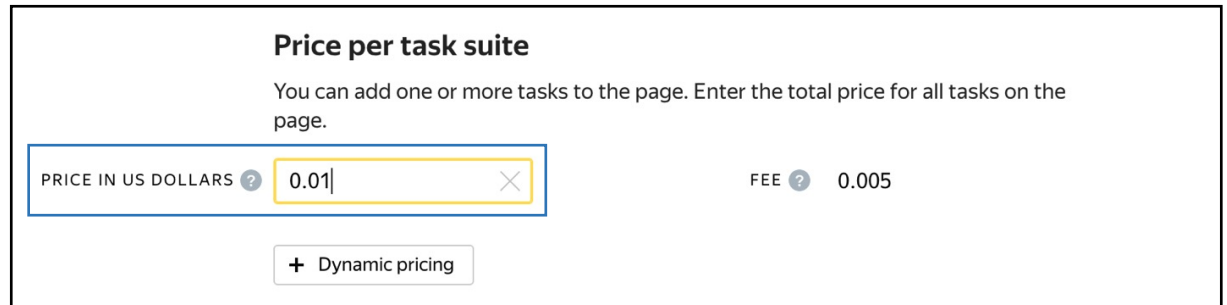 Price per task suite
You can add one or more tasks to the page. Enter the total price for all tasks on the
page.
PRICE IN US DOLLARS ? 0.01 FEE ? 0.005
+ Dynamic pricing